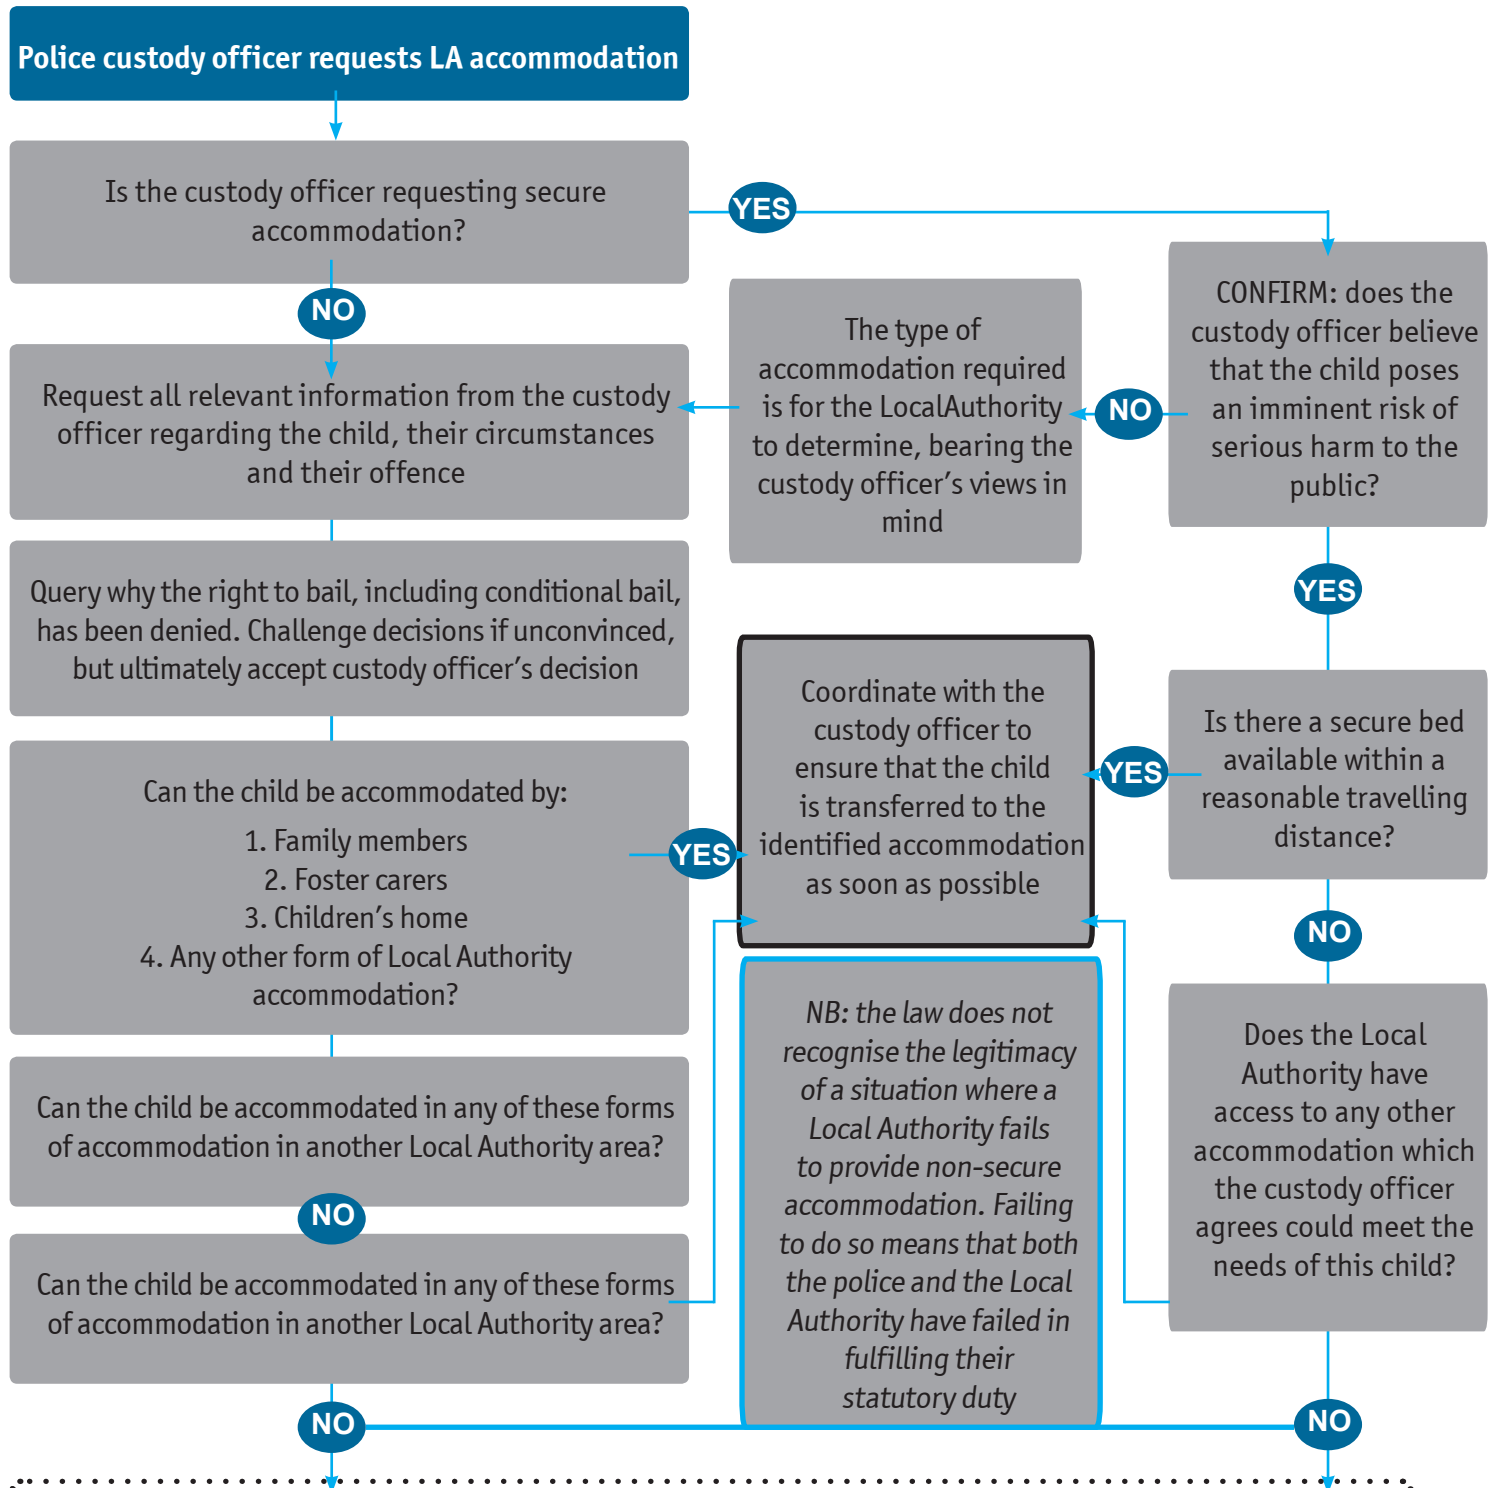 Police custody officer requests LA accommodation
Is the custody officer requesting secure
accommodation?
YES
NO
CONFIRM: does the
custody officer believe
that the child poses
an imminent risk of
serious harm to the
public?
NO
The type of
accommodation required
is for the LocalAuthority
to determine, bearing the
custody officer's views in
mind
Request all relevant information from the custody
officer regarding the child, their circumstances
and their offence
YES
Query why the right to bail, including conditional bail,
has been denied. Challenge decisions if unconvinced,
but ultimately accept custody officer's decision
Is there a secure bed
available within a
reasonable travelling
distance?
YES
Coordinate with the
custody officer to
ensure that the child
is transferred to the
identified accommodation
as soon as possible
Can the child be accommodated by:
1. Family members
2. Foster carers
3. Children's home
4. Any other form of Local Authority
accommodation?
YES
NO
Does the Local
Authority have
access to any other
accommodation which
the custody officer
agrees could meet the
needs of this child?
NB: the law does not
recognise the legitimacy
of a situation where a
Local Authority fails
to provide non-secure
accommodation. Failing
to do so means that both
the police and the Local
Authority have failed in
fulfilling their
statutory duty
Can the child be accommodated in any of these forms
of accommodation in another Local Authority area?
NO
Can the child be accommodated in any of these forms
of accommodation in another Local Authority area?
NO
NO